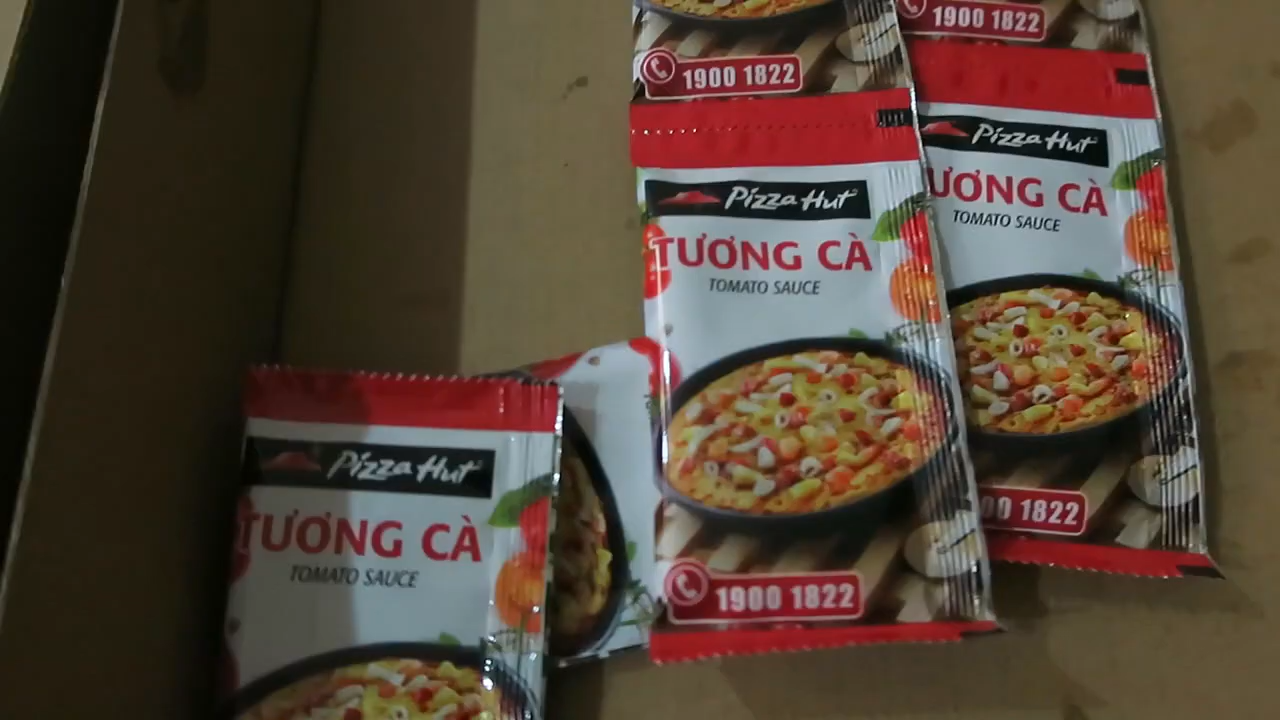 1900 1822
1900 1822
Pizza Hut
TƯƠNG CÀ
TOMATO SAUCE
1900 1822
Pizza Hut
ƯƠNG CÀ
TOMATO SAUCE
00 1822
Pizza Hut
TƯƠNG CÀ
TOMATO SAUCE